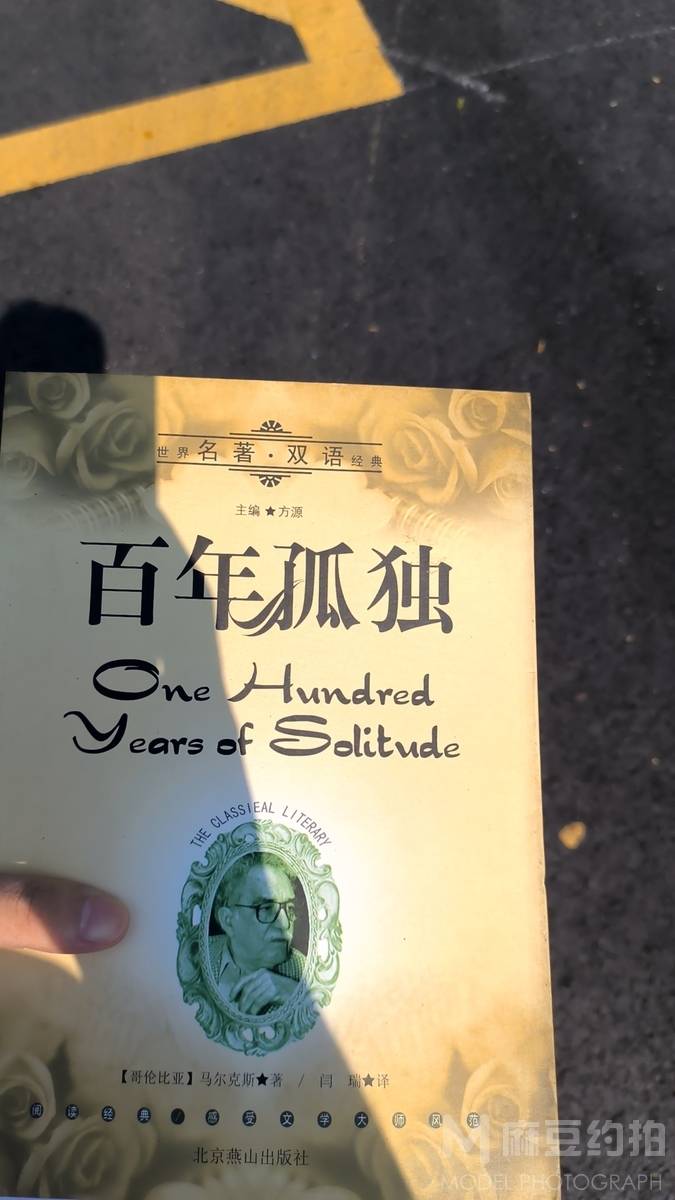 世界名著·双语经典
主编★方源
百年孤独
One Hundred
Years of Solitude
THE CLASSIEAL LITERARY
【哥伦比亚】马尔克斯★著 / 闫 瑞★译
阅读经典 / 感受文学大师风范
北京燕山出版社
M 麻豆约拍
MODEL PHOTOGRAPH